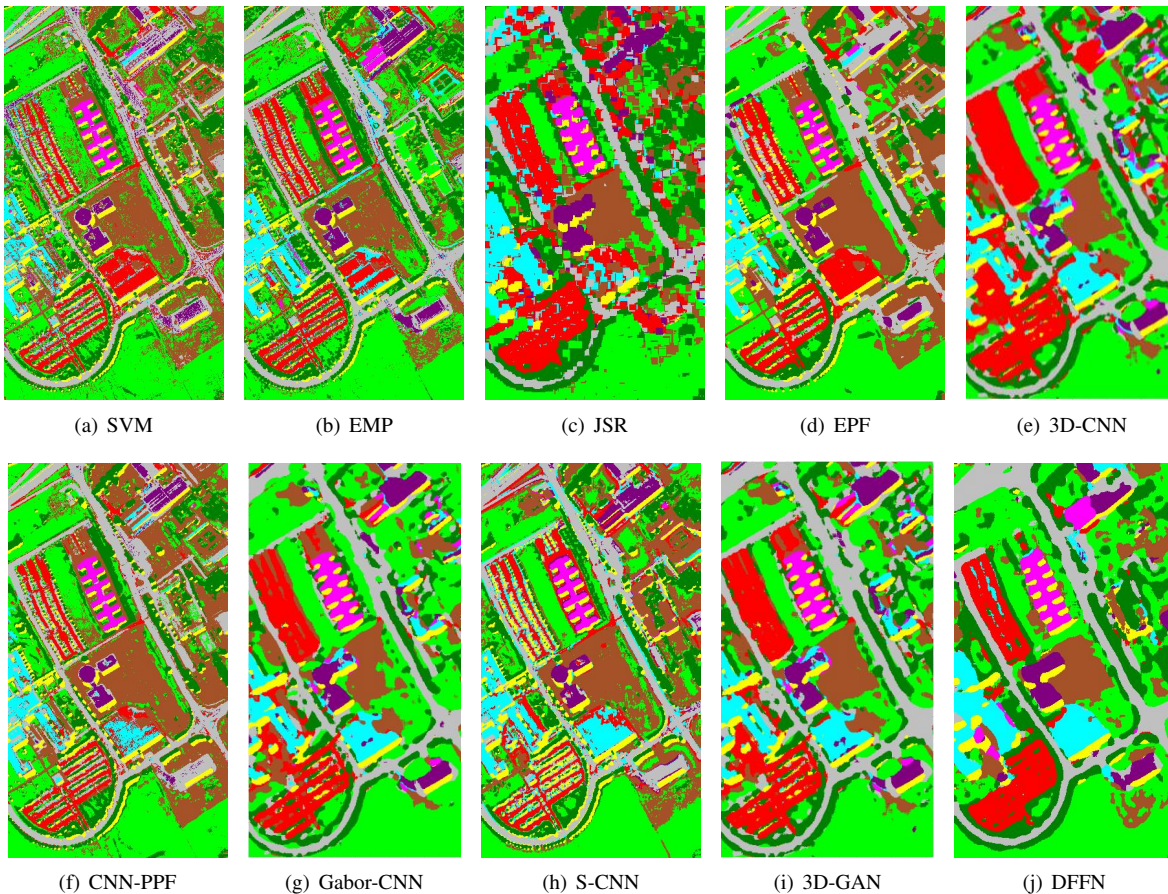 (a) SVM
(b) EMP
(c) JSR
(d) EPF
(e) 3D-CNN
(f) CNN-PPF
(g) Gabor-CNN
(h) S-CNN
(i) 3D-GAN
(j) DFFN